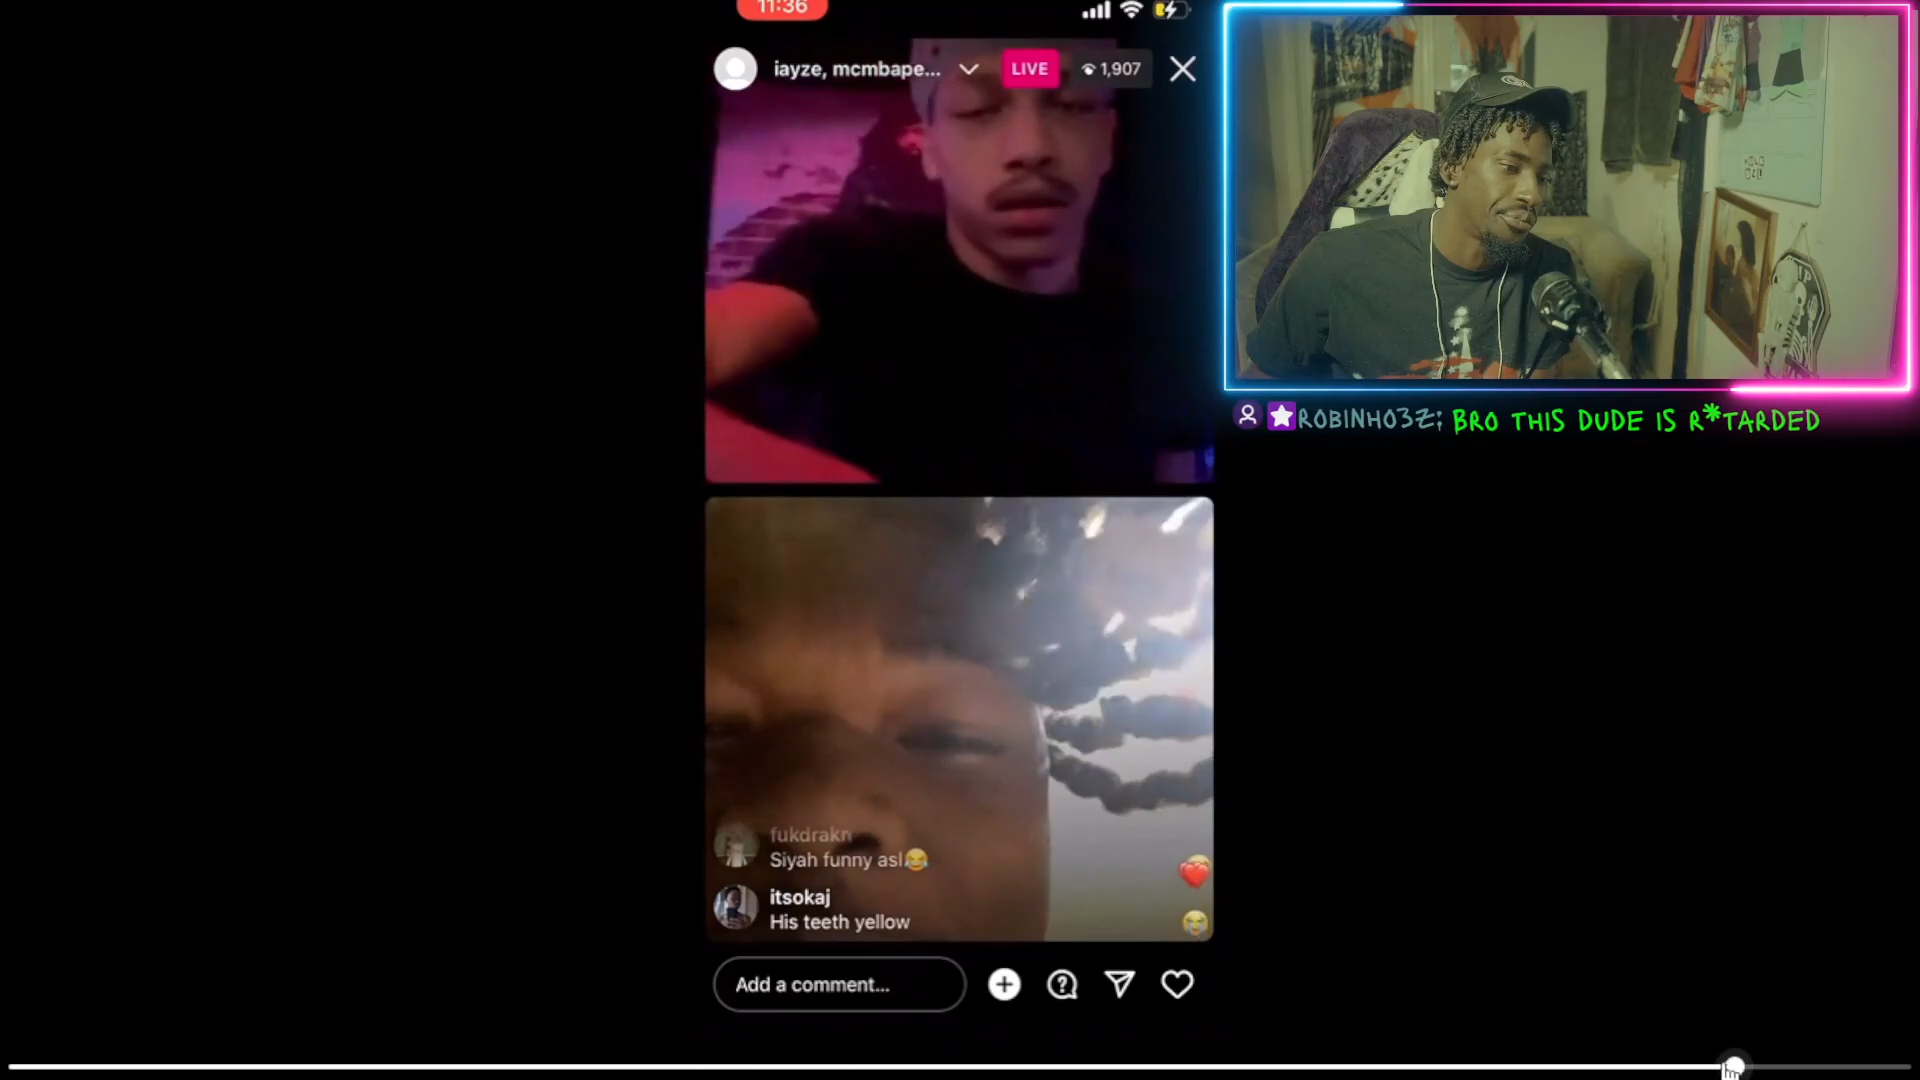 11:36
iayze, mcmbape...
LIVE
1,907
ROBINHO3Z: BRO THIS DUDE IS R*TARDED
fukdrakn
Siyah funny asl😂
itsokaj
His teeth yellow
Add a comment...